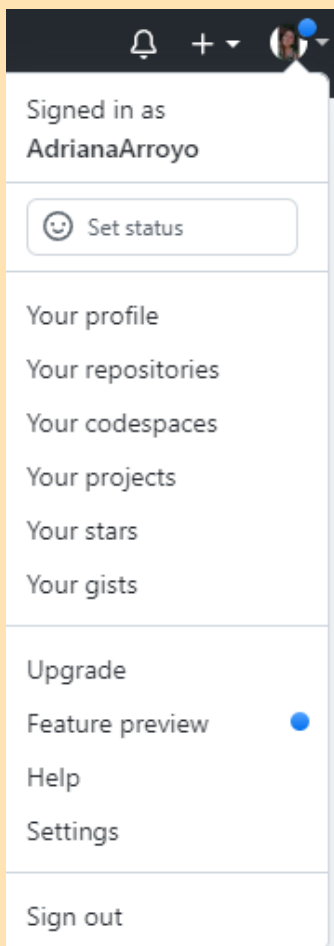 Signed in as
AdrianaArroyo
Set status
Your profile
Your repositories
Your codespaces
Your projects
Your stars
Your gists
Upgrade
Feature preview
Help
Settings
Sign out